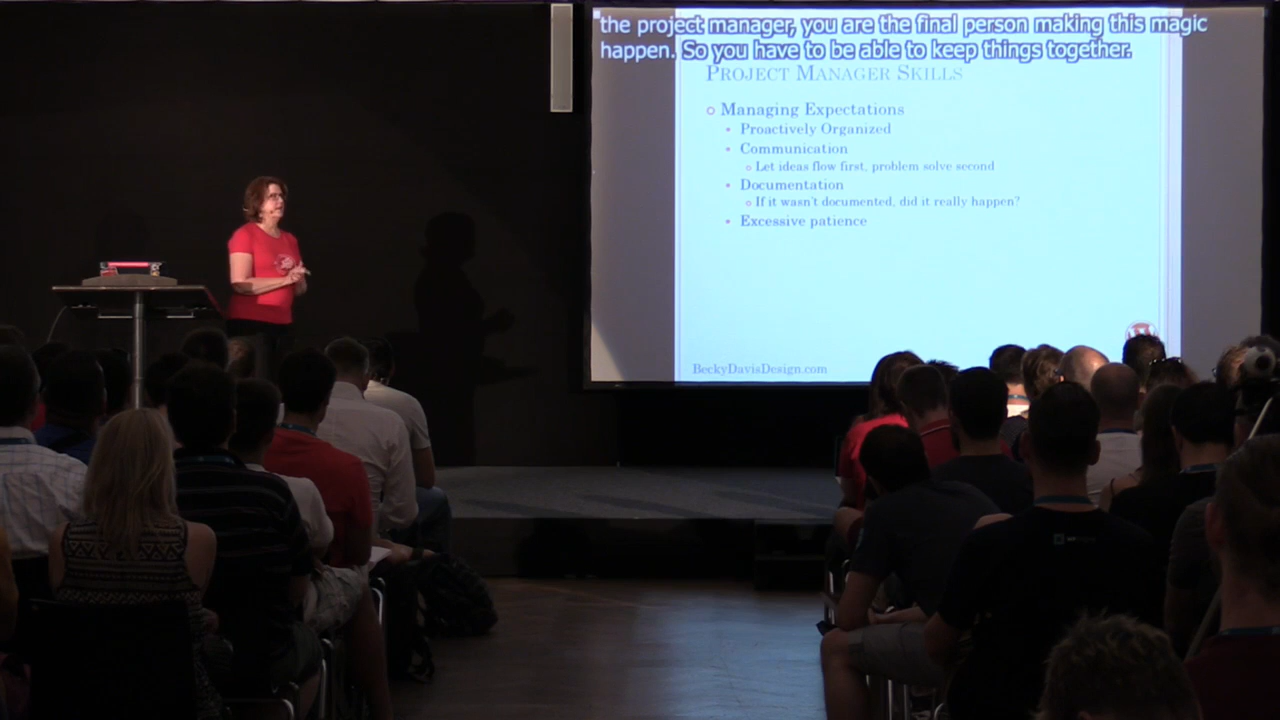 the project manager, you are the final person making this magic
happen. So you have to be able to keep things together.
PROJECT MANAGER SKILLS
Managing Expectations
Proactively Organized
Communication
Let ideas flow first, problem solve second
Documentation
If it wasn't documented, did it really happen?
Excessive patience
BeckyDavisDesign.com